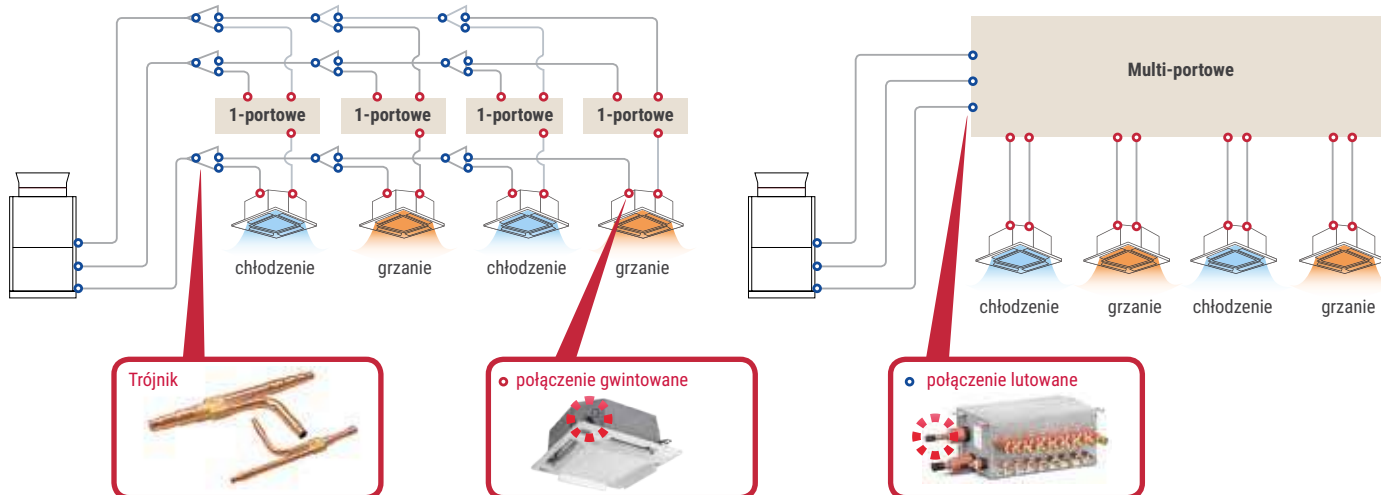 1-portowe 1-portowe 1-portowe 1-portowe
chłodzenie grzanie chłodzenie grzanie
Multi-portowe
chłodzenie grzanie chłodzenie grzanie
Trójnik
połączenie gwintowane
połączenie lutowane